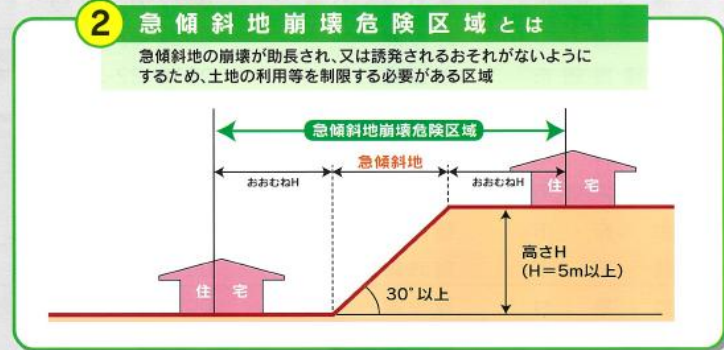 2 急傾斜地崩壊危険区域とは
急傾斜地の崩壊が助長され、又は誘発されるおそれがないように
するため、土地の利用等を制限する必要がある区域
急傾斜地崩壊危険区域
急傾斜地
おおむねH
おおむねH
住宅
高さH
(H=5m以上)
住宅
30°以上